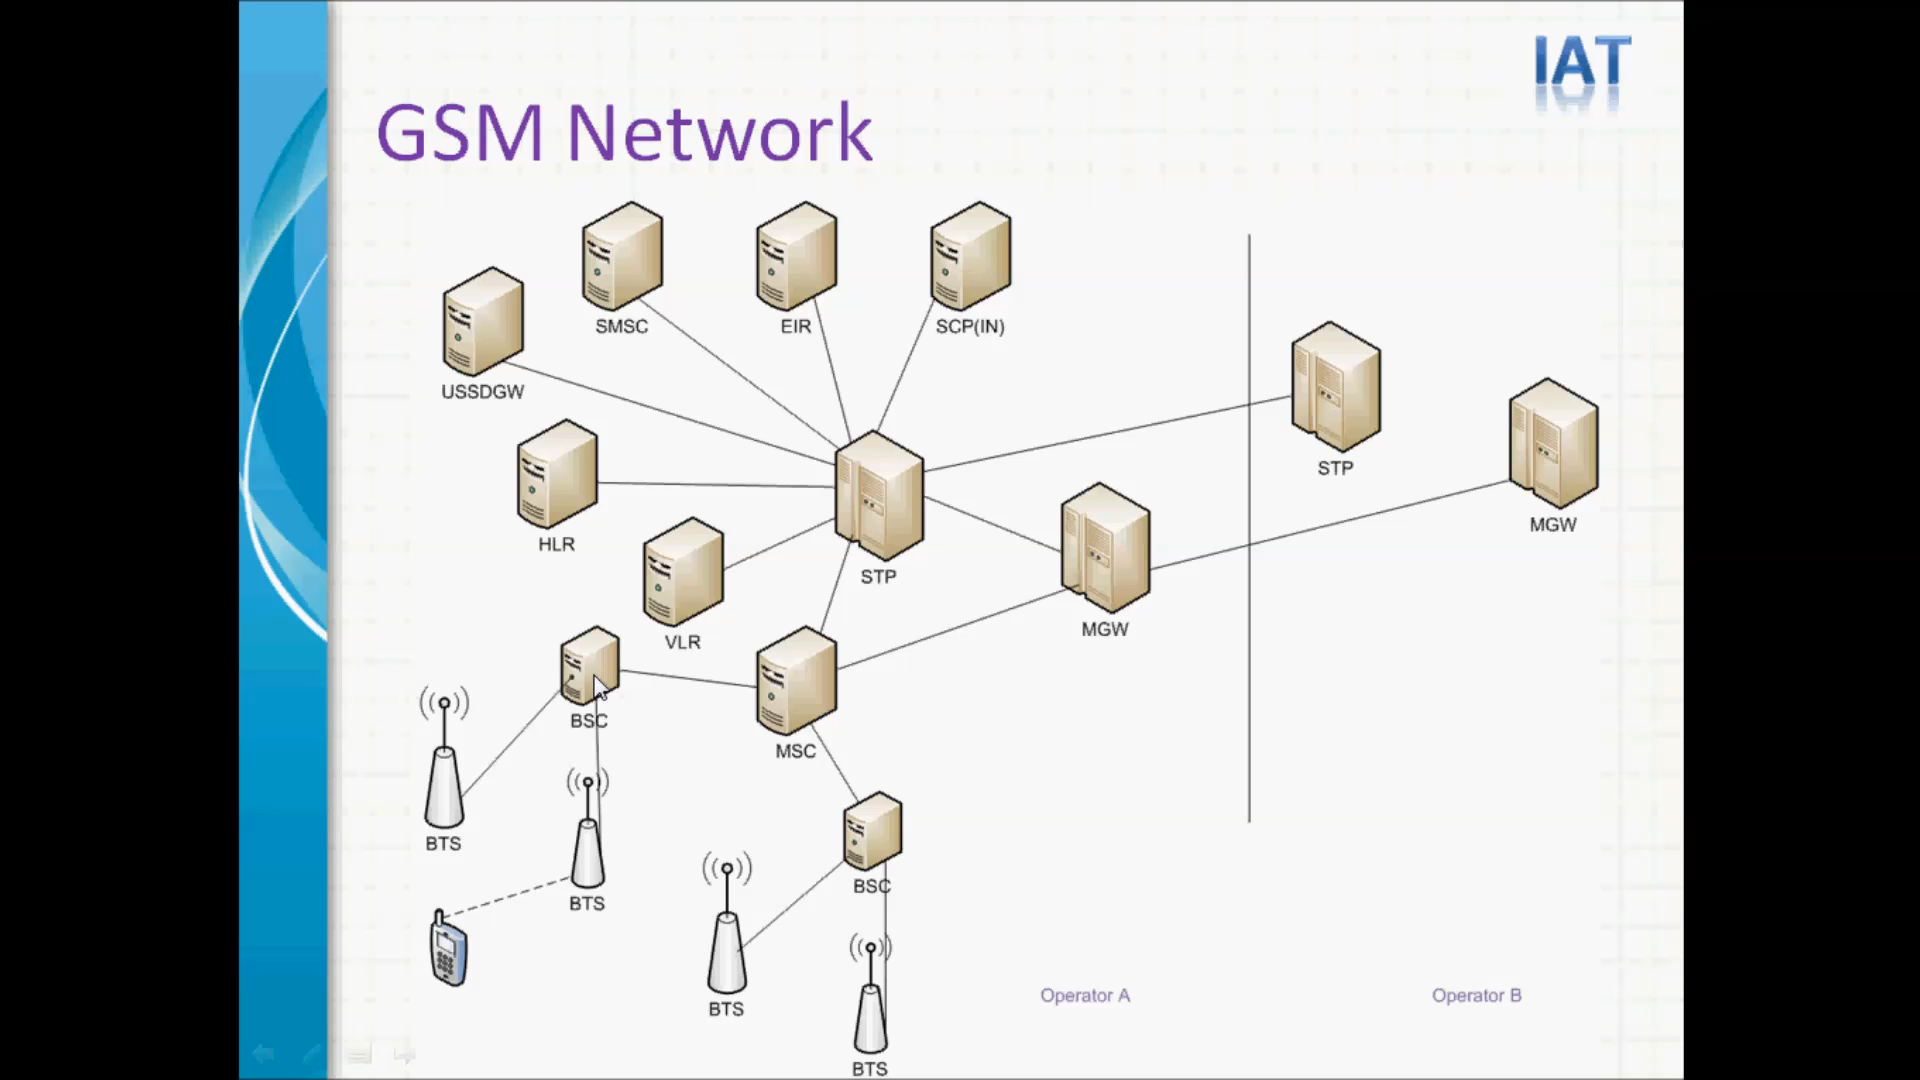 IAT
GSM Network
SMSC
EIR
SCP(IN)
USSDGW
STP
MGW
HLR
STP
MGW
VLR
BSC
MSC
BTS
BSC
BTS
BTS
BTS
Operator A
Operator B